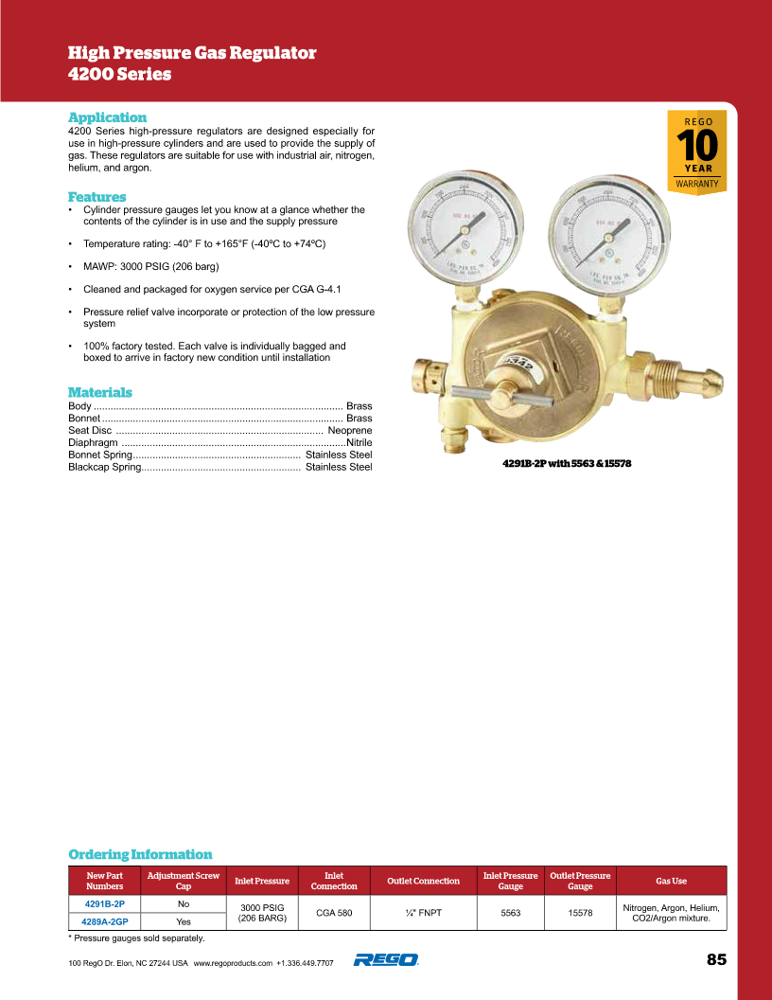 High Pressure Gas Regulator
4200 Series
Application
4200 Series high-pressure regulators are designed especially for
use in high-pressure cylinders and are used to provide the supply of
gas. These regulators are suitable for use with industrial air, nitrogen,
helium, and argon.
Features
• Cylinder pressure gauges let you know at a glance whether the
contents of the cylinder is in use and the supply pressure
• Temperature rating: -40° F to +165°F (-40ºC to +74ºC)
• MAWP: 3000 PSIG (206 barg)
• Cleaned and packaged for oxygen service per CGA G-4.1
• Pressure relief valve incorporate or protection of the low pressure
system
• 100% factory tested. Each valve is individually bagged and
boxed to arrive in factory new condition until installation
Materials
Body ......................................................................................... Brass
Bonnet ...................................................................................... Brass
Seat Disc .......................................................................... Neoprene
Diaphragm ................................................................................Nitrile
Bonnet Spring............................................................ Stainless Steel
Blackcap Spring......................................................... Stainless Steel
REGO
10
YEAR
WARRANTY
LBS. PER SQ. IN.
LBS. PER SQ. IN.
4291B-2P with 5563 & 15578
Ordering Information
New Part Numbers Adjustment Screw Cap Inlet Pressure Inlet Connection Outlet Connection Inlet Pressure Gauge Outlet Pressure Gauge Gas Use
4291B-2P No 3000 PSIG (206 BARG) CGA 580 ¼" FNPT 5563 15578 Nitrogen, Argon, Helium, CO2/Argon mixture.
4289A-2GP Yes
* Pressure gauges sold separately.
100 RegO Dr. Elon, NC 27244 USA www.regoproducts.com +1.336.449.7707
REGO
85